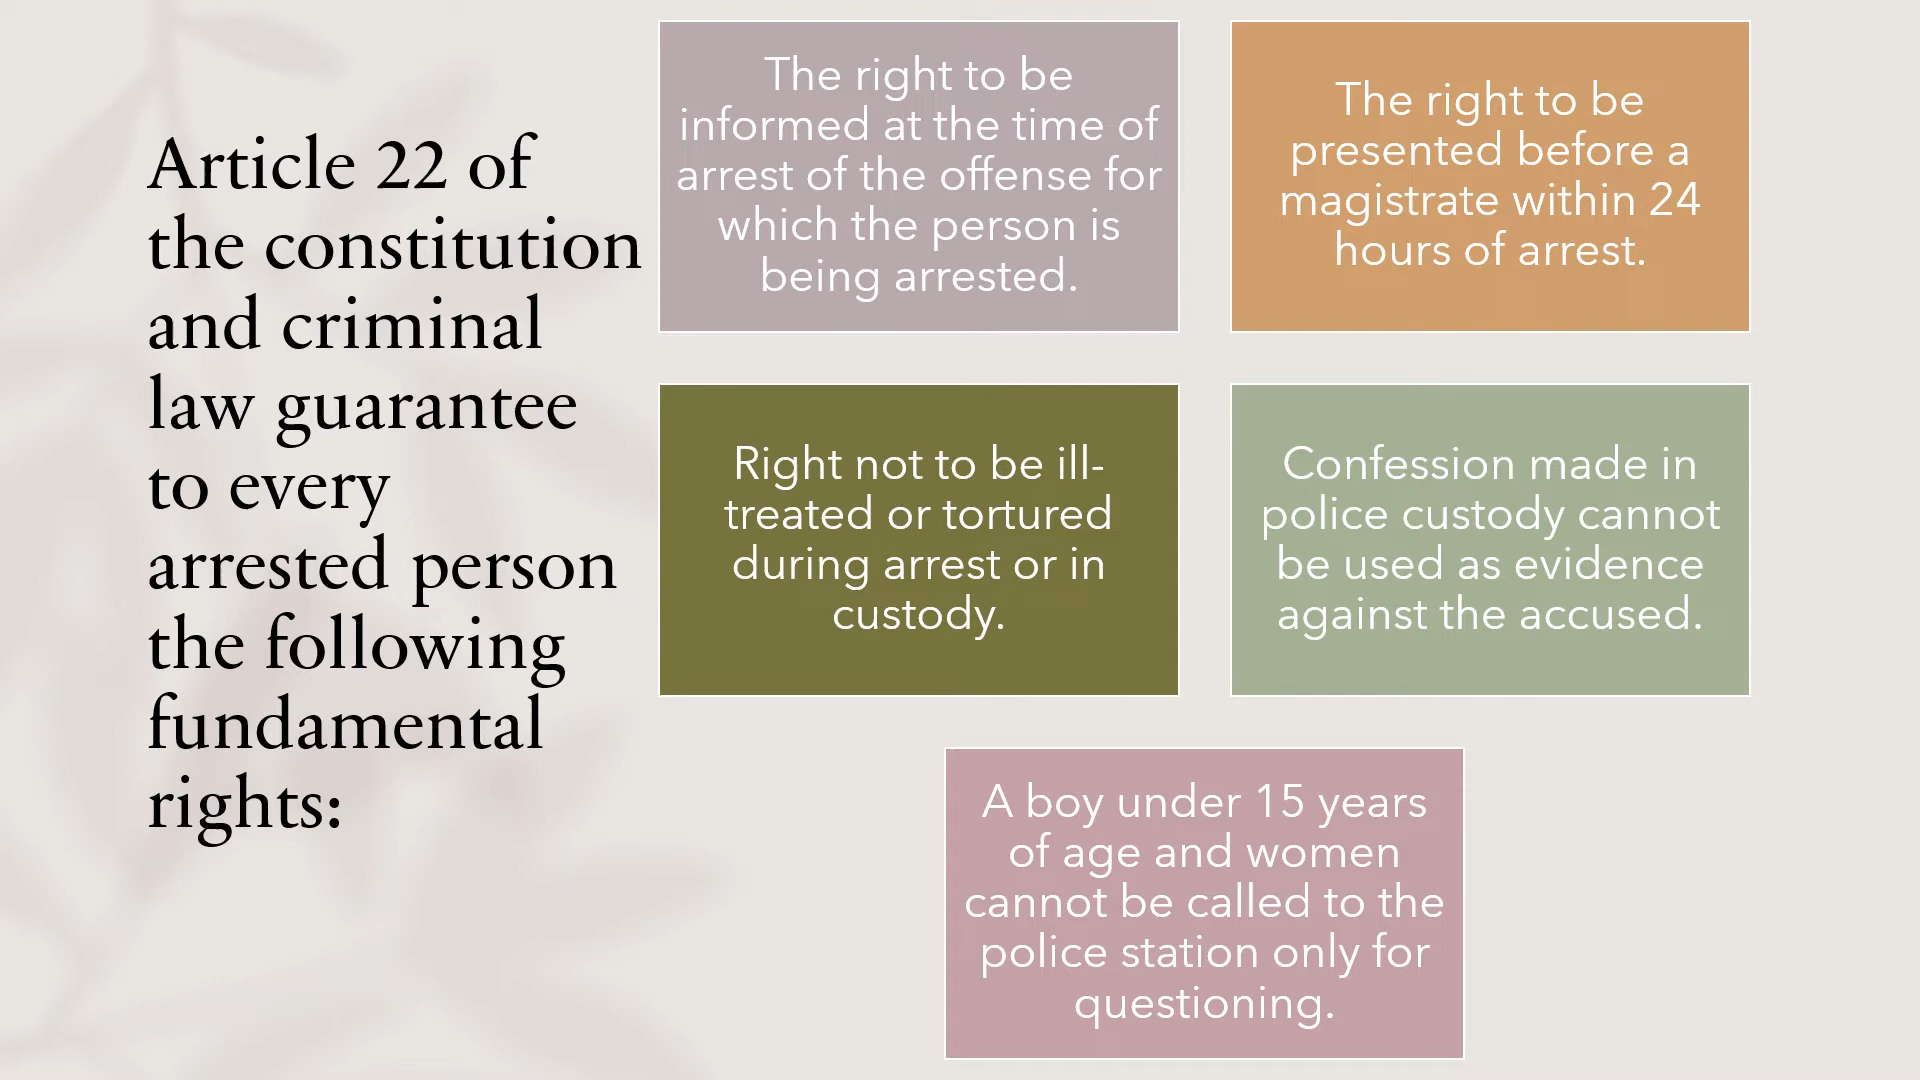 Article 22 of
the constitution
and criminal
law guarantee
to every
arrested person
the following
fundamental
rights:
The right to be
informed at the time of
arrest of the offense for
which the person is
being arrested.
The right to be
presented before a
magistrate within 24
hours of arrest.
Right not to be ill-
treated or tortured
during arrest or in
custody.
Confession made in
police custody cannot
be used as evidence
against the accused.
A boy under 15 years
of age and women
cannot be called to the
police station only for
questioning.